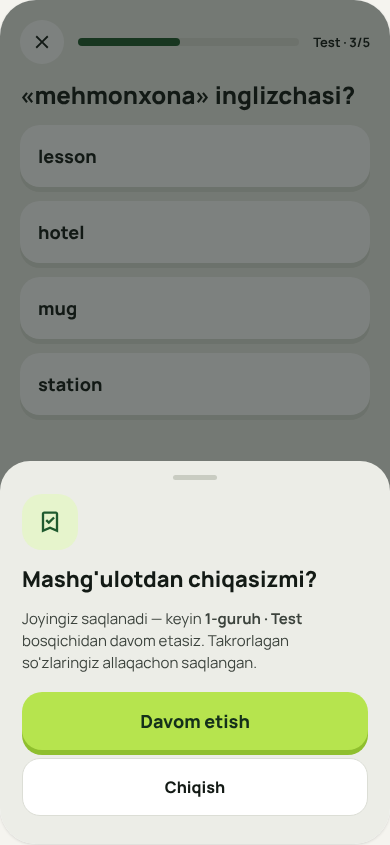 Test · 3/5
«mehmonxona» inglizchasi?
lesson
hotel
mug
station
Mashg'ulotdan chiqasizmi?
Joyingiz saqlanadi — keyin 1-guruh · Test
bosqichidan davom etasiz. Takrorlagan
so'zlaringiz allaqachon saqlangan.
Davom etish
Chiqish